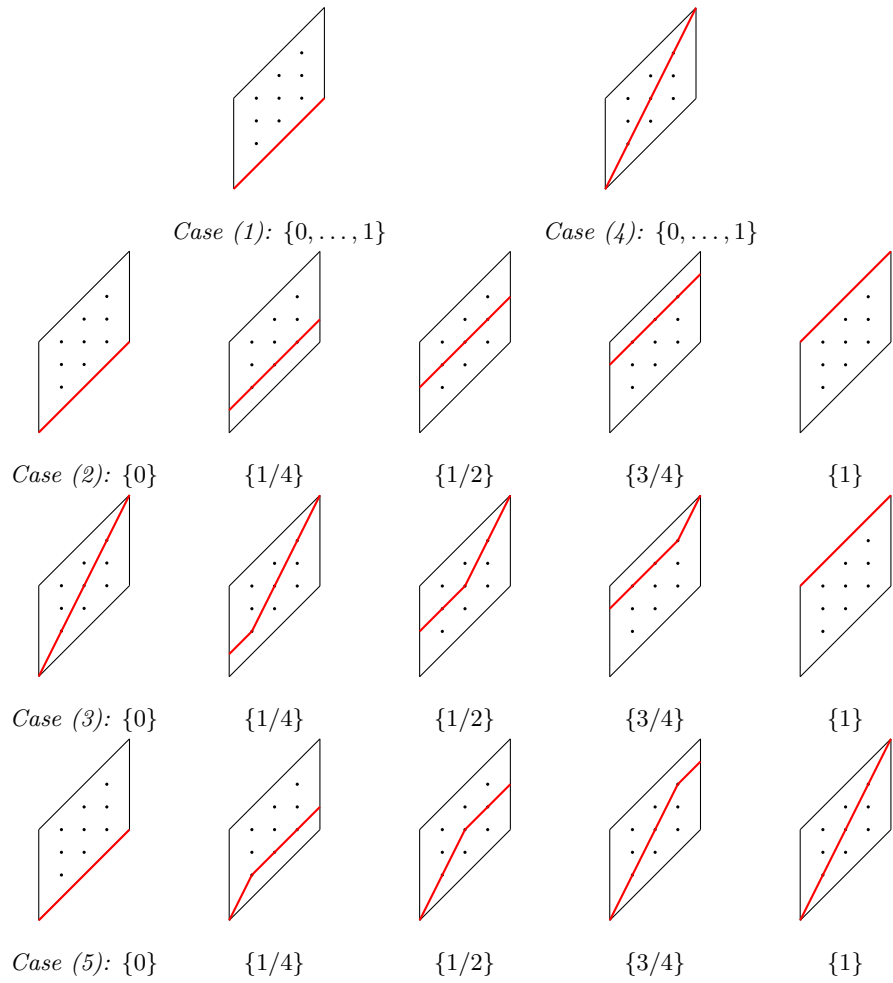 Case (1): {0, . . . , 1} Case (4): {0, . . . , 1}
Case (2): {0} {1/4} {1/2} {3/4} {1}
Case (3): {0} {1/4} {1/2} {3/4} {1}
Case (5): {0} {1/4} {1/2} {3/4} {1}